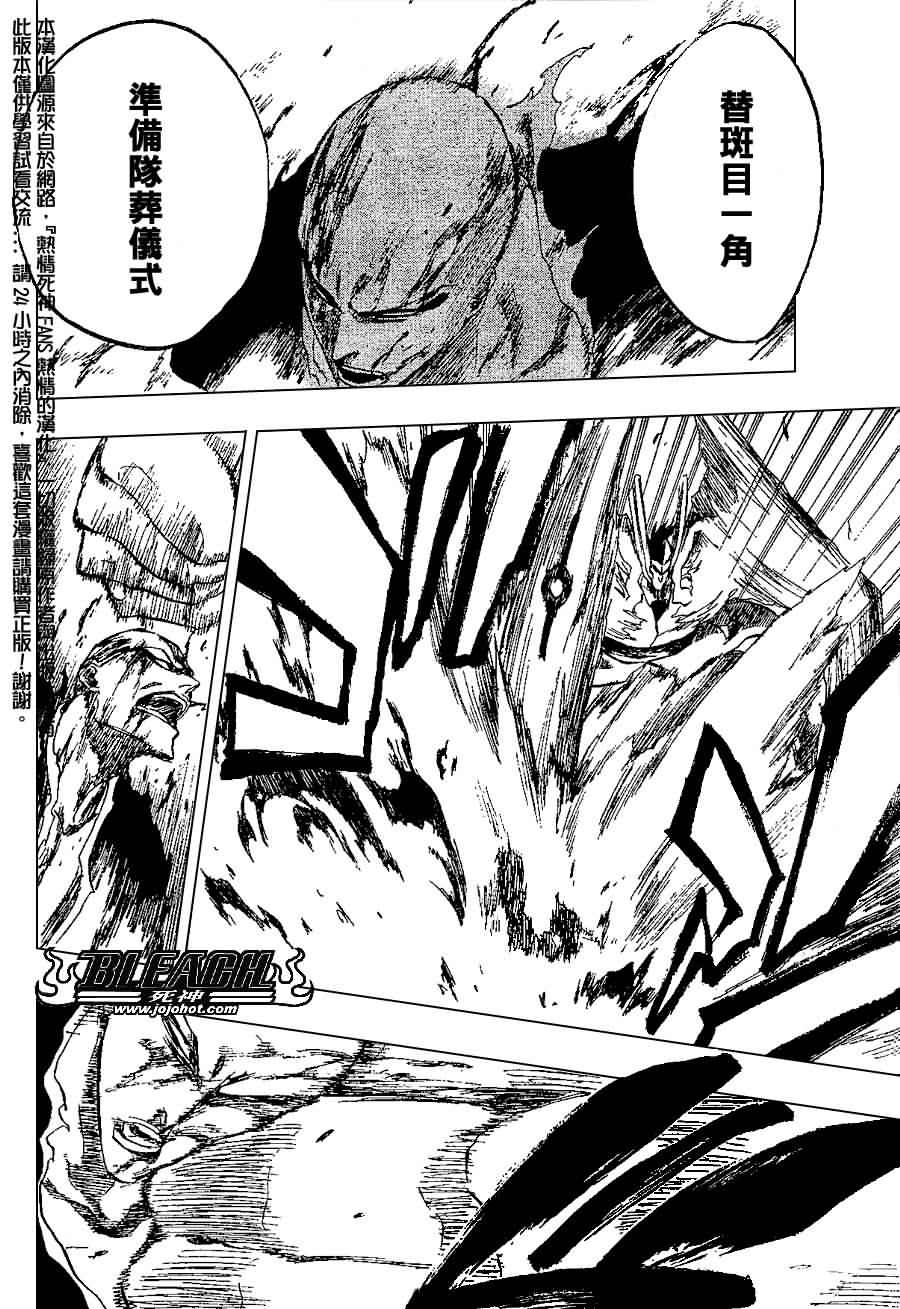 替斑目一角
準備隊葬儀式
本漢化圖源來自於網路，『熱情死神FANS 熱情的漢化
此版本僅供學習試看交流… 請24小時之內消除，喜歡這套漫畫請購買正版！謝謝。
BLEACH
死神
www.jojohot.com